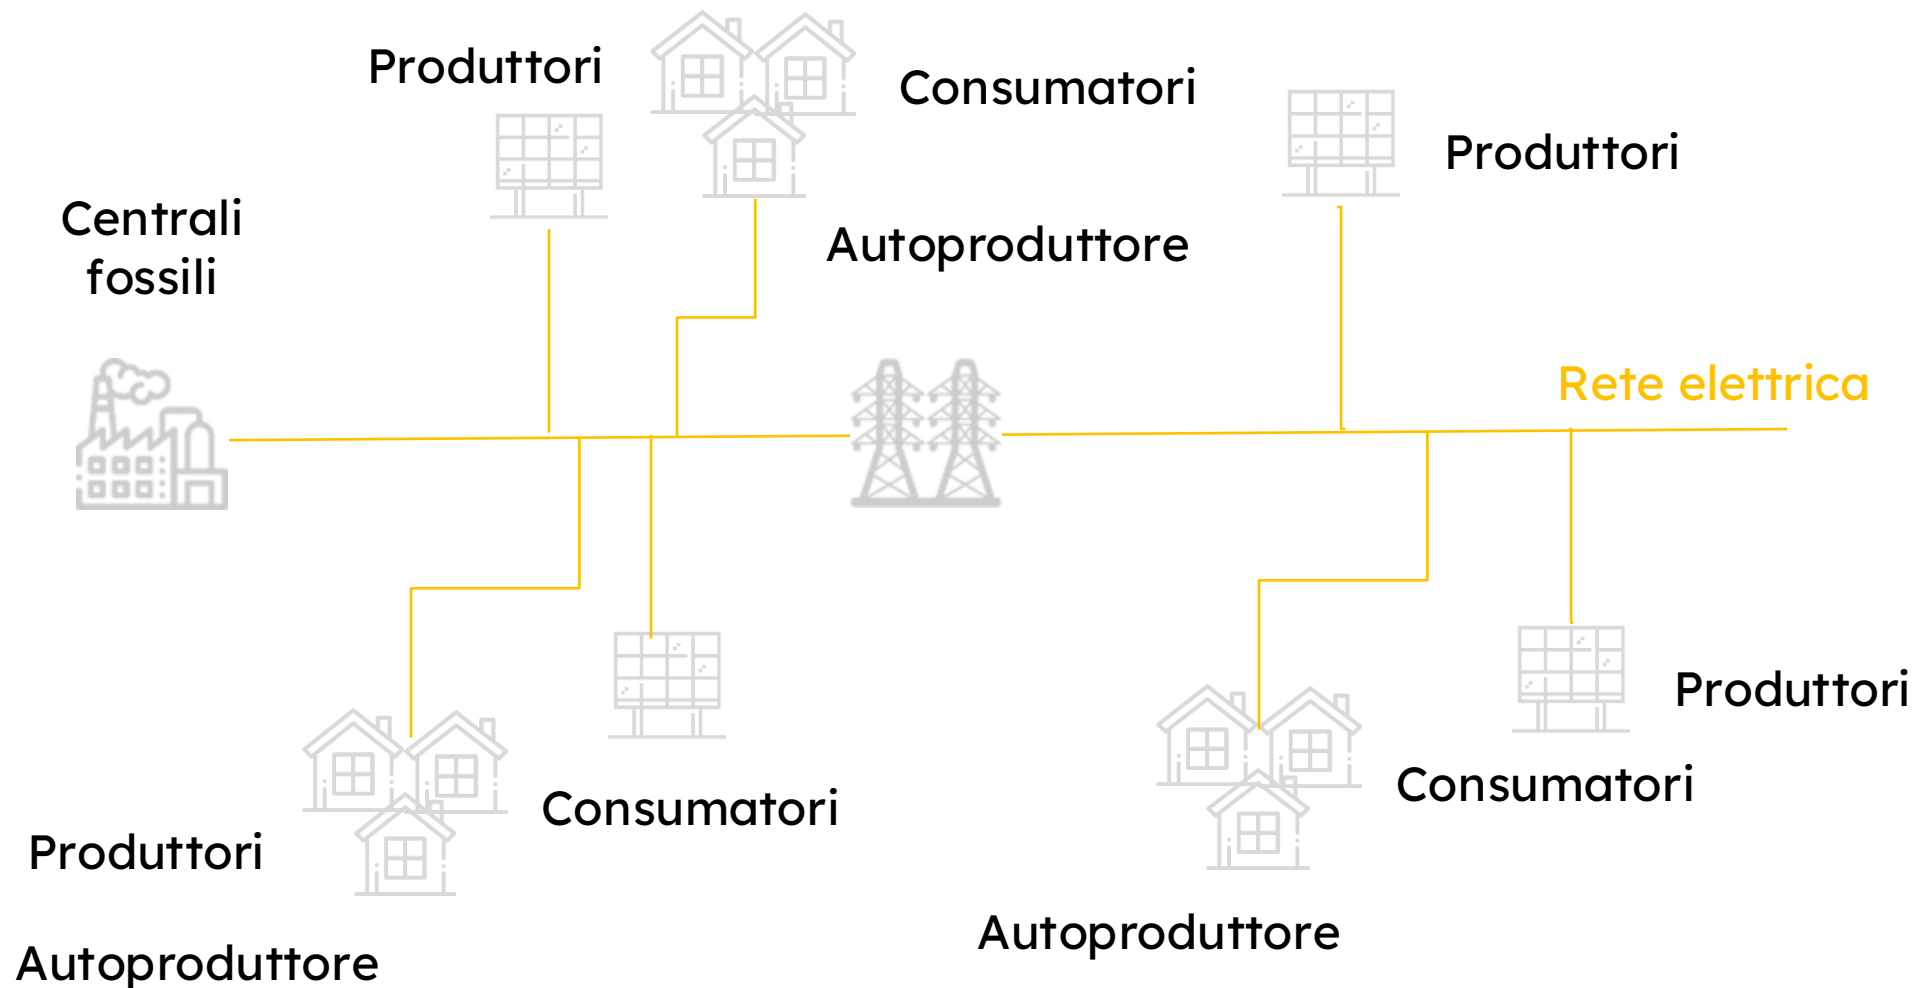 Produttori
Consumatori
Produttori
Centrali
fossili
Autoproduttore
Rete elettrica
Produttori
Consumatori
Consumatori
Produttori
Autoproduttore
Autoproduttore